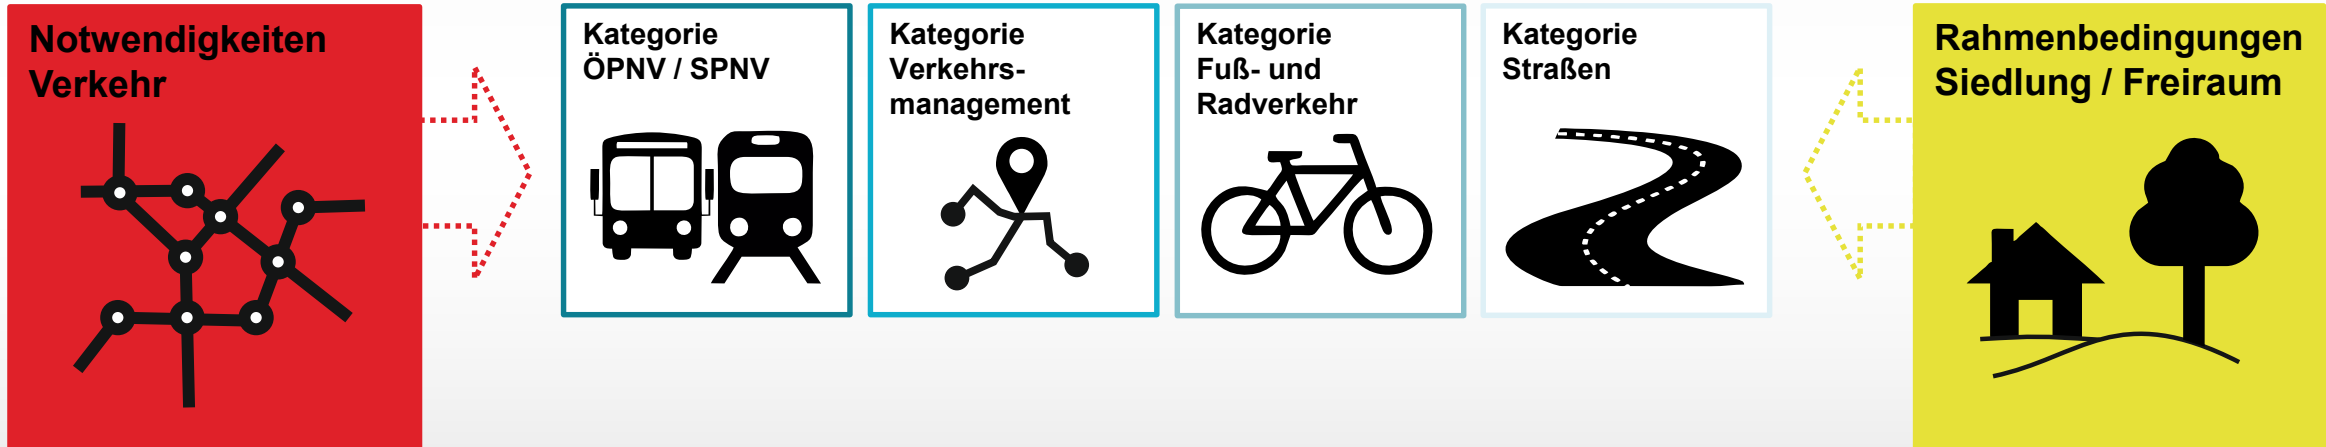 Notwendigkeiten
Verkehr
Kategorie
ÖPNV / SPNV
Kategorie
Verkehrs-
management
Kategorie
Fuß- und
Radverkehr
Kategorie
Straßen
Rahmenbedingungen
Siedlung / Freiraum